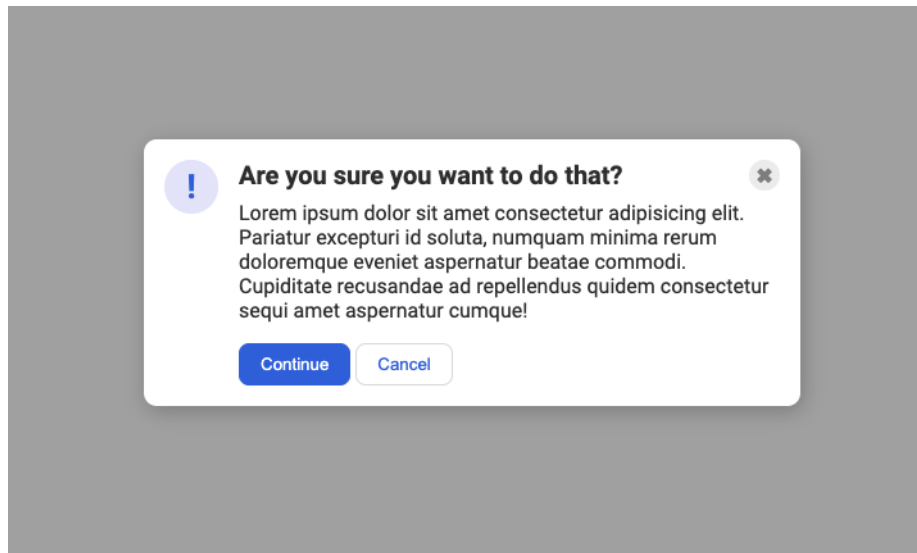 !
Are you sure you want to do that?
✖
Lorem ipsum dolor sit amet consectetur adipisicing elit.
Pariatur excepturi id soluta, numquam minima rerum
doloremque eveniet aspernatur beatae commodi.
Cupiditate recusandae ad repellendus quidem consectetur
sequi amet aspernatur cumque!
Continue
Cancel